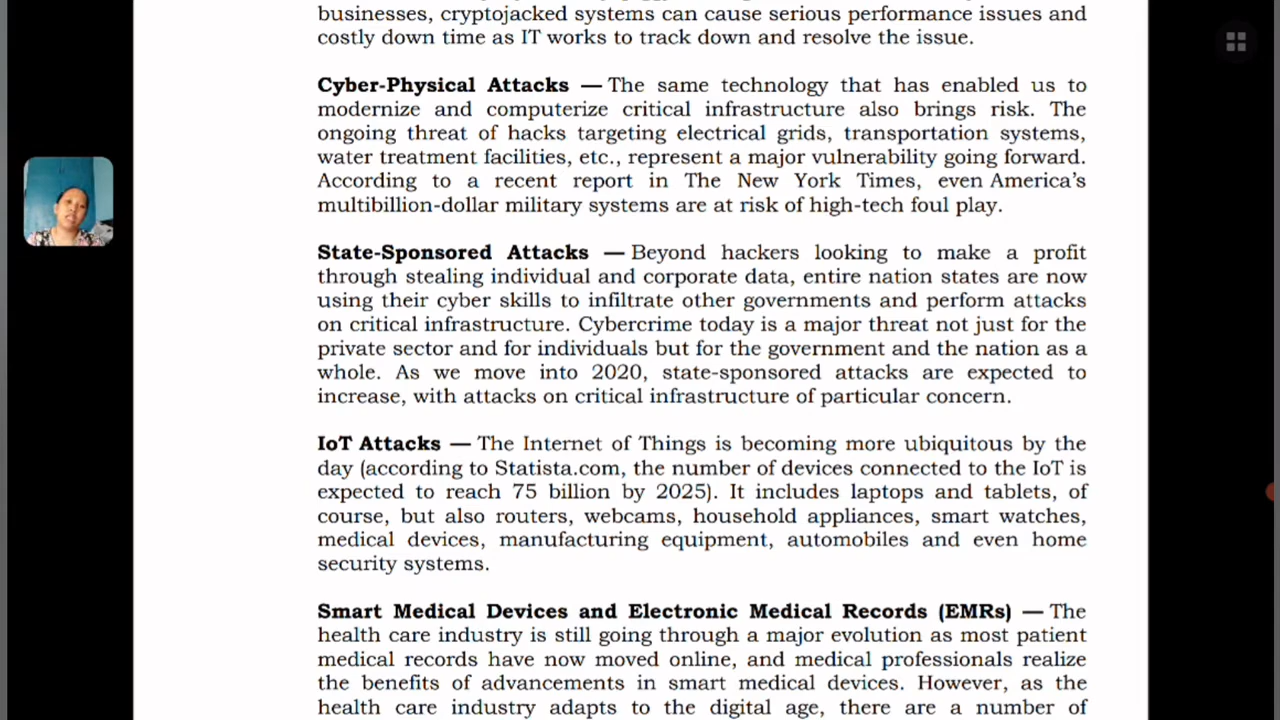 businesses, cryptojacked systems can cause serious performance issues and
costly down time as IT works to track down and resolve the issue.
Cyber-Physical Attacks — The same technology that has enabled us to
modernize and computerize critical infrastructure also brings risk. The
ongoing threat of hacks targeting electrical grids, transportation systems,
water treatment facilities, etc., represent a major vulnerability going forward.
According to a recent report in The New York Times, even America's
multibillion-dollar military systems are at risk of high-tech foul play.
State-Sponsored Attacks — Beyond hackers looking to make a profit
through stealing individual and corporate data, entire nation states are now
using their cyber skills to infiltrate other governments and perform attacks
on critical infrastructure. Cybercrime today is a major threat not just for the
private sector and for individuals but for the government and the nation as a
whole. As we move into 2020, state-sponsored attacks are expected to
increase, with attacks on critical infrastructure of particular concern.
IoT Attacks — The Internet of Things is becoming more ubiquitous by the
day (according to Statista.com, the number of devices connected to the IoT is
expected to reach 75 billion by 2025). It includes laptops and tablets, of
course, but also routers, webcams, household appliances, smart watches,
medical devices, manufacturing equipment, automobiles and even home
security systems.
Smart Medical Devices and Electronic Medical Records (EMRs) — The
health care industry is still going through a major evolution as most patient
medical records have now moved online, and medical professionals realize
the benefits of advancements in smart medical devices. However, as the
health care industry adapts to the digital age, there are a number of